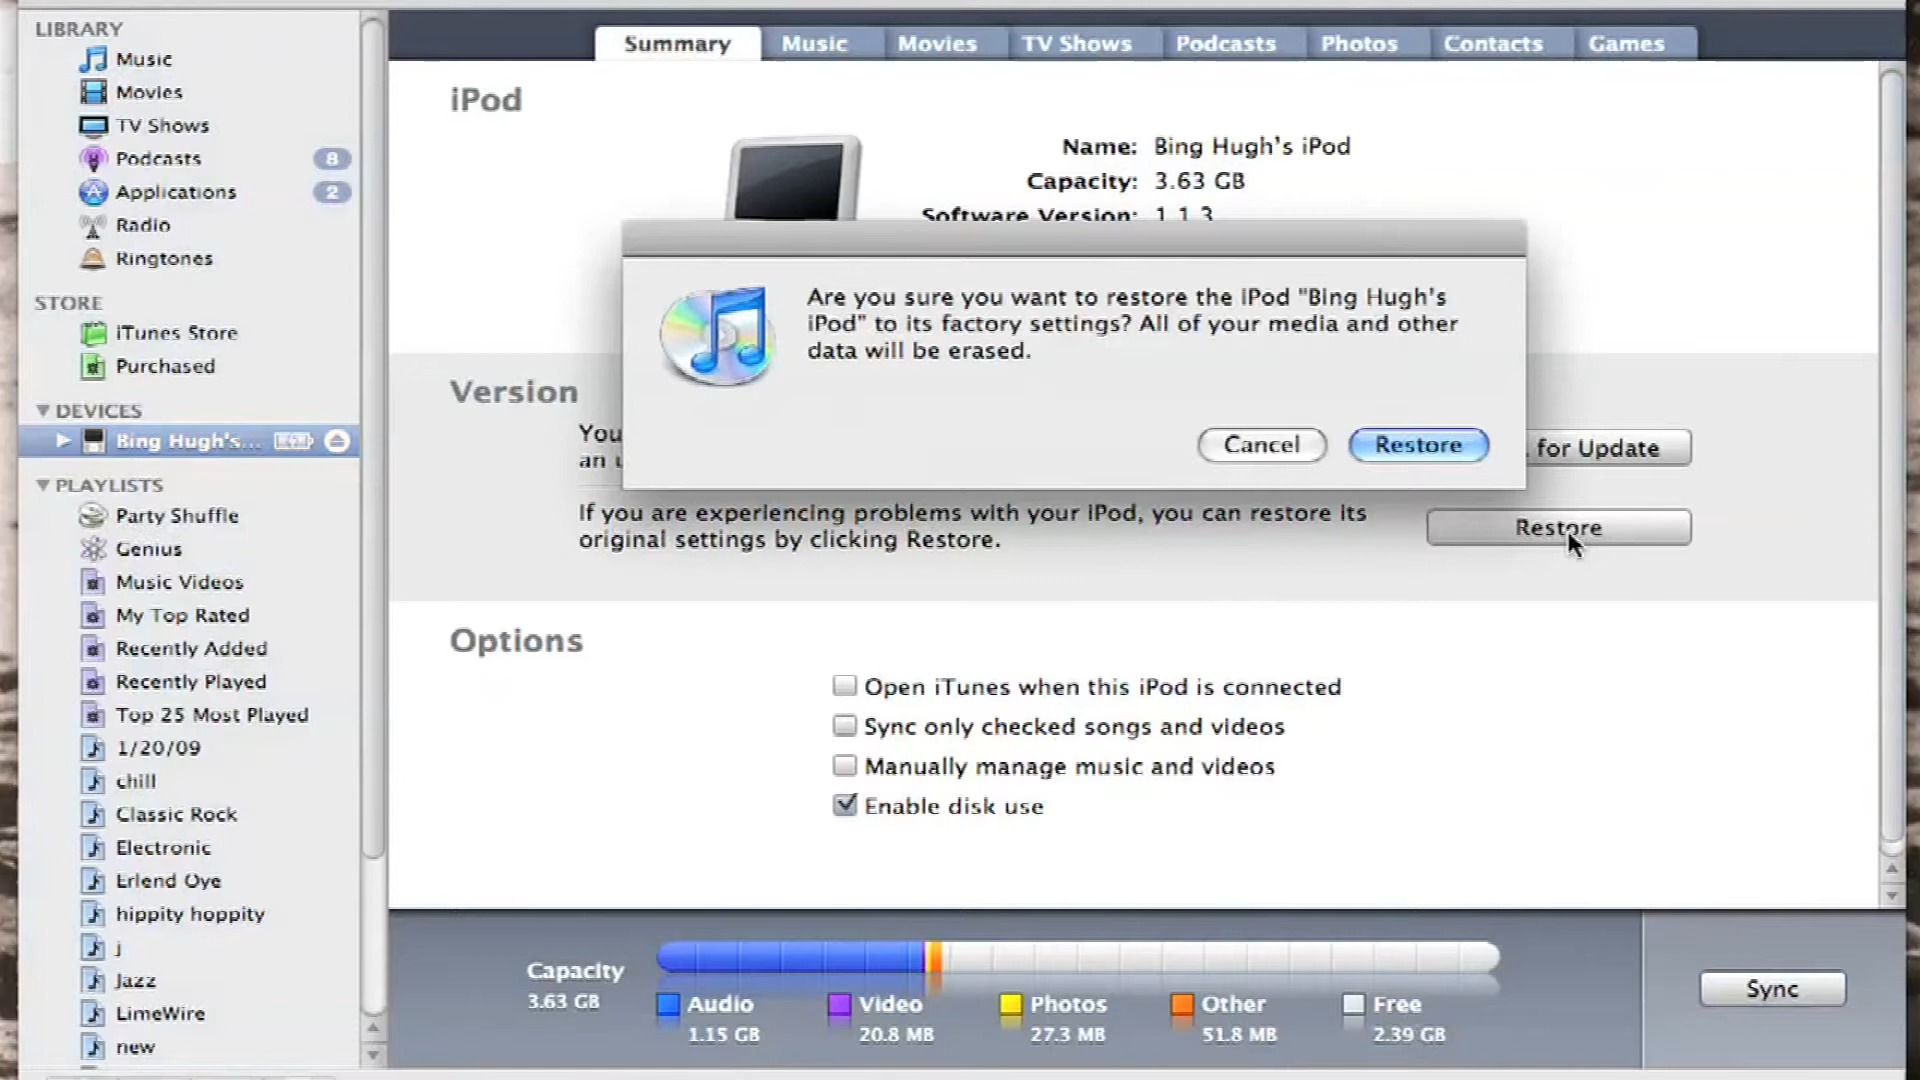 LIBRARY
Music
Movies
TV Shows
Podcasts 8
Applications 2
Radio
Ringtones
STORE
iTunes Store
Purchased
DEVICES
Bing Hugh's...
PLAYLISTS
Party Shuffle
Genius
Music Videos
My Top Rated
Recently Added
Recently Played
Top 25 Most Played
1/20/09
chill
Classic Rock
Electronic
Erlend Oye
hippity hoppity
j
Jazz
LimeWire
new
Summary Music Movies TV Shows Podcasts Photos Contacts Games
iPod
Name: Bing Hugh's iPod
Capacity: 3.63 GB
Software Version: 1.1.3
Are you sure you want to restore the iPod "Bing Hugh's
iPod" to its factory settings? All of your media and other
data will be erased.
Cancel Restore
Version
You
an
for Update
If you are experiencing problems with your iPod, you can restore its
original settings by clicking Restore.
Restore
Options
Open iTunes when this iPod is connected
Sync only checked songs and videos
Manually manage music and videos
Enable disk use
Capacity
3.63 GB
Audio
1.15 GB
Video
20.8 MB
Photos
27.3 MB
Other
51.8 MB
Free
2.39 GB
Sync